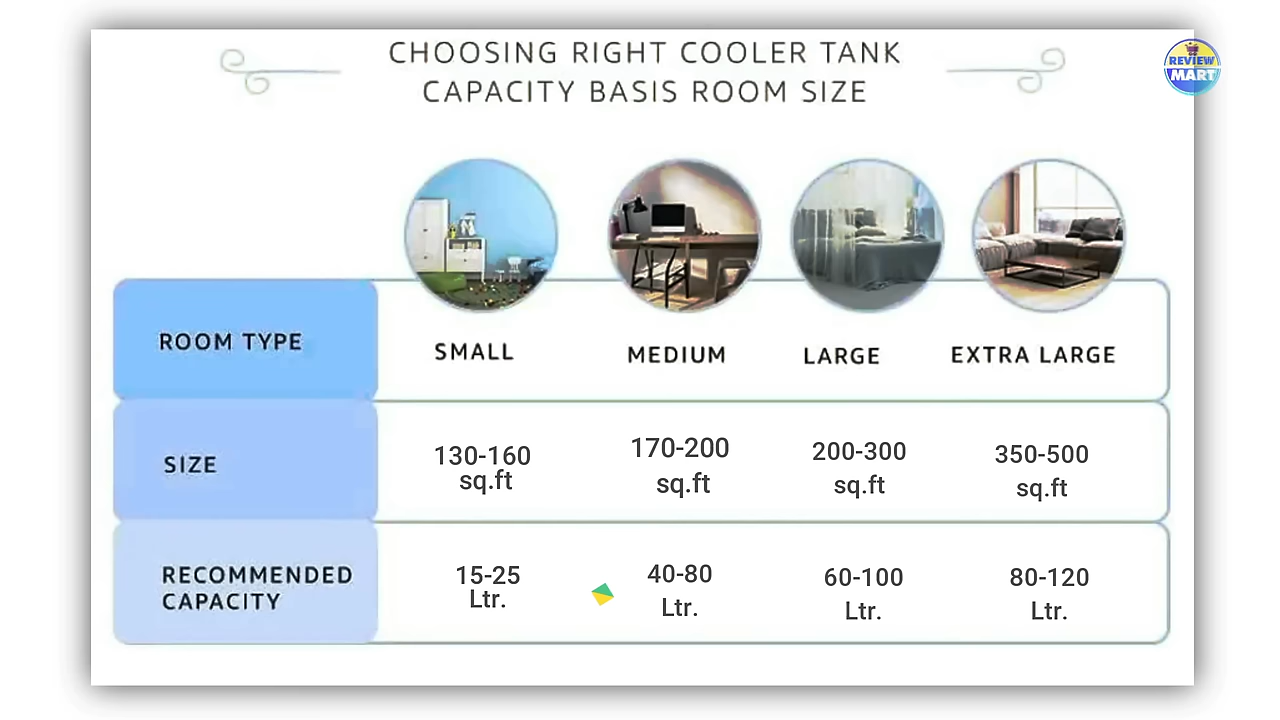 CHOOSING RIGHT COOLER TANK
CAPACITY BASIS ROOM SIZE
REVIEW
MART
ROOM TYPE
SMALL
MEDIUM
LARGE
EXTRA LARGE
SIZE
130-160
sq.ft
170-200
sq.ft
200-300
sq.ft
350-500
sq.ft
RECOMMENDED
CAPACITY
15-25
Ltr.
40-80
Ltr.
60-100
Ltr.
80-120
Ltr.